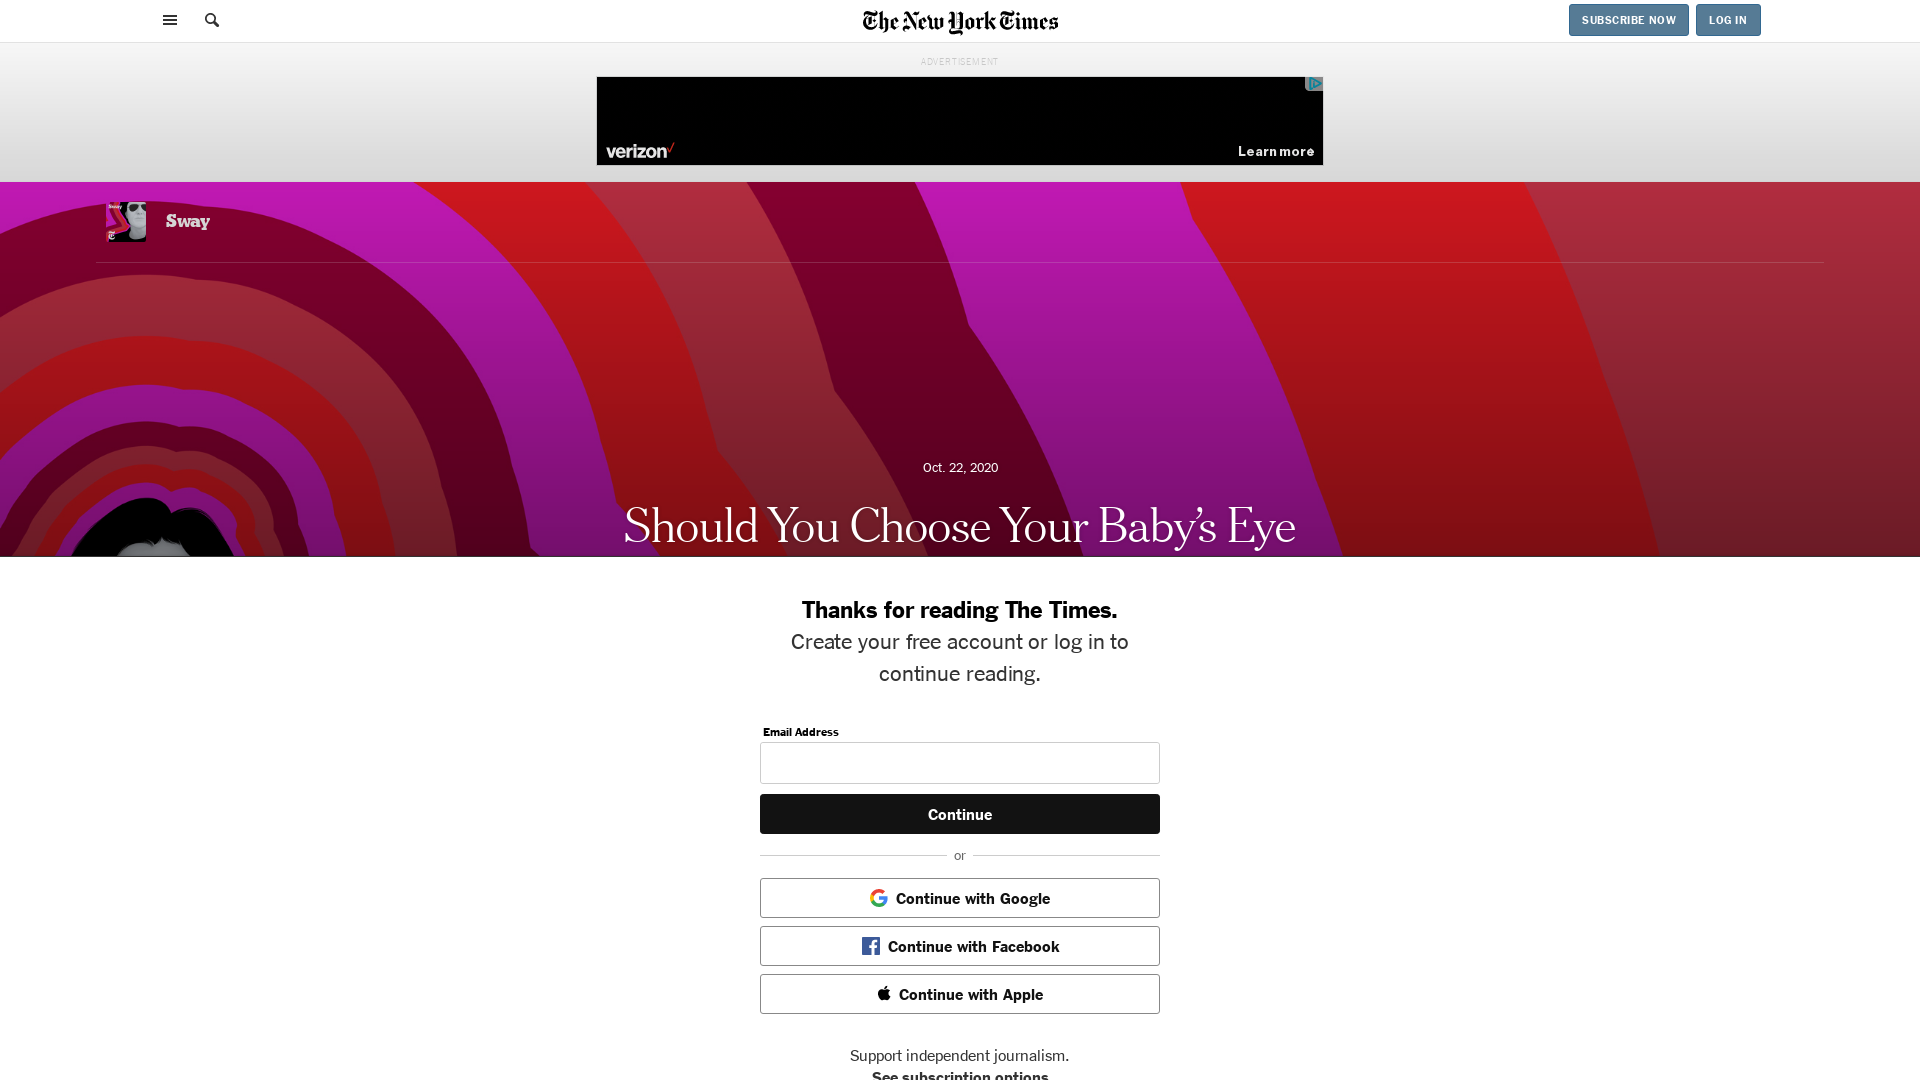 The New York Times
SUBSCRIBE NOW
LOG IN
ADVERTISEMENT
verizon
Learn more
Sway
Oct. 22, 2020
Should You Choose Your Baby’s Eye
Thanks for reading The Times.
Create your free account or log in to
continue reading.
Email Address
Continue
or
Continue with Google
Continue with Facebook
Continue with Apple
Support independent journalism.
See subscription options